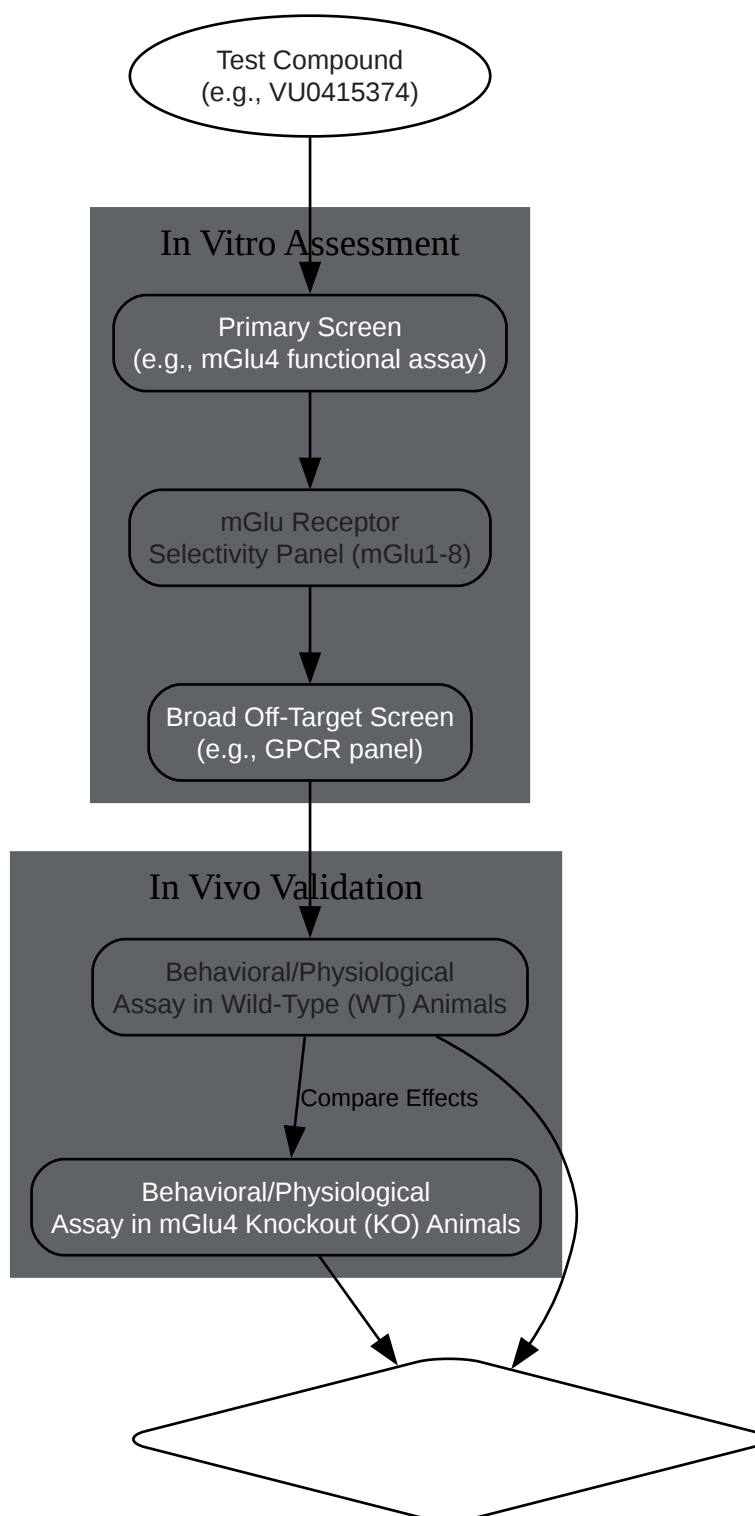 Test Compound
(e.g., VU0415374)
In Vitro Assessment
Primary Screen
(e.g., mGlu4 functional assay)
mGlu Receptor
Selectivity Panel (mGlu1-8)
Broad Off-Target Screen
(e.g., GPCR panel)
In Vivo Validation
Behavioral/Physiological
Assay in Wild-Type (WT) Animals
Compare Effects
Behavioral/Physiological
Assay in mGlu4 Knockout (KO) Animals